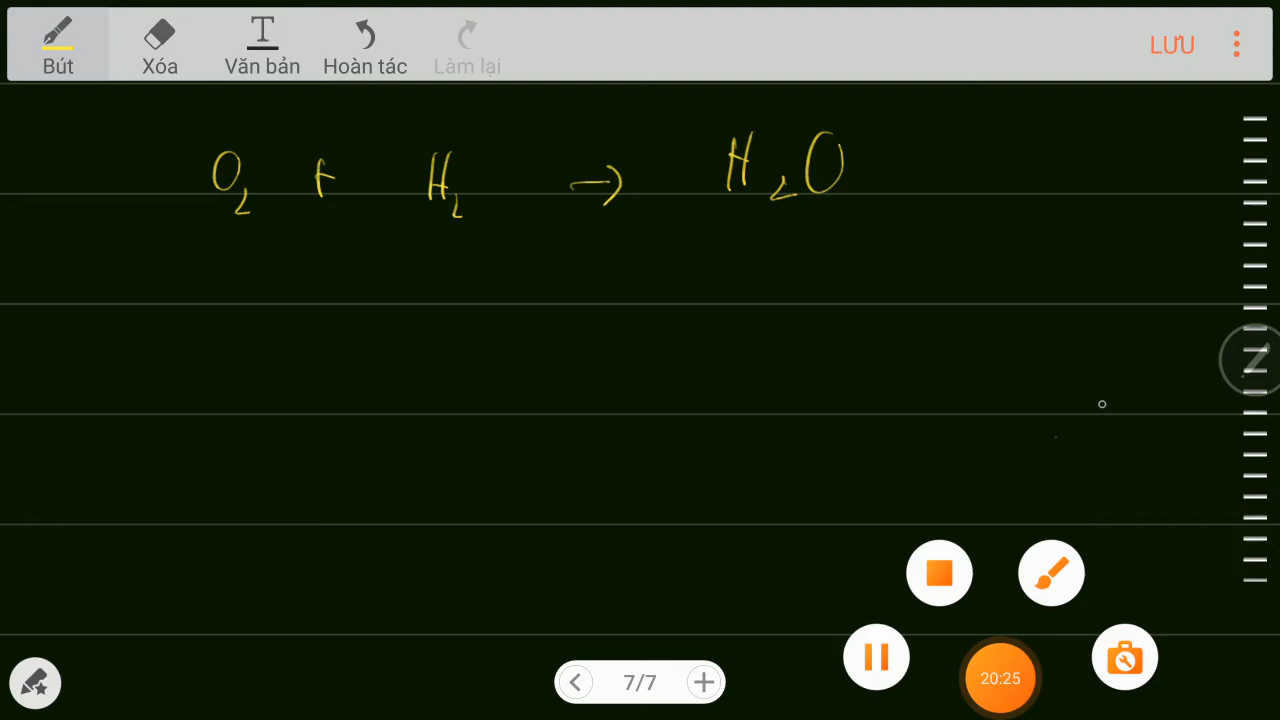 Bút Xóa Văn bản Hoàn tác Làm lại LƯU
O₂ + H₂ → H₂O
7/7
20:25